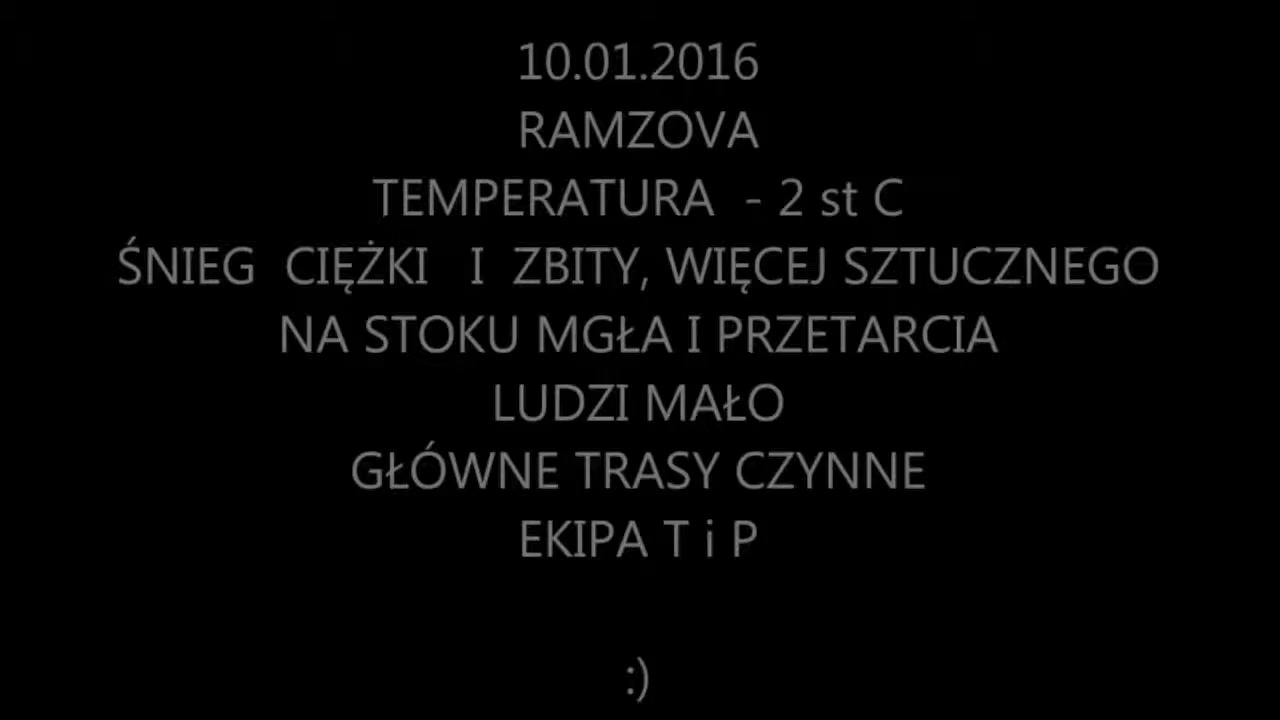 10.01.2016
RAMZOVA
TEMPERATURA - 2 st C
ŚNIEG CIĘŻKI I ZBITY, WIĘCEJ SZTUCZNEGO
NA STOKU MGŁA I PRZETARCIA
LUDZI MAŁO
GŁÓWNE TRASY CZYNNE
EKIPA T i P
:)